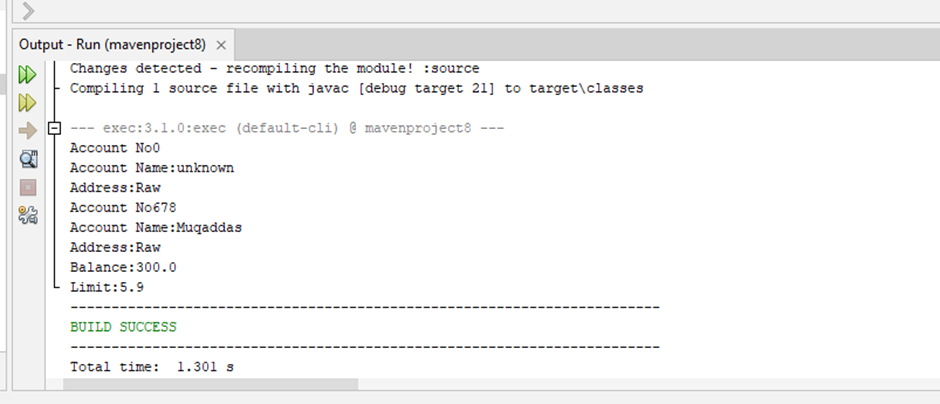 Output - Run (mavenproject8) ×
Changes detected - recompiling the module! :source
Compiling 1 source file with javac [debug target 21] to target\classes
--- exec:3.1.0:exec (default-cli) @ mavenproject8 ---
Account No0
Account Name:unknown
Address:Raw
Account No678
Account Name:Muqaddas
Address:Raw
Balance:300.0
Limit:5.9
------------------------------------------------------------------------
BUILD SUCCESS
------------------------------------------------------------------------
Total time:  1.301 s